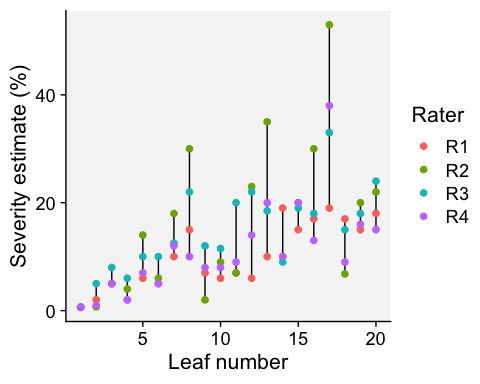 Severity estimate (%)
40
20
0
5
10
15
20
Leaf number
Rater
R1
R2
R3
R4